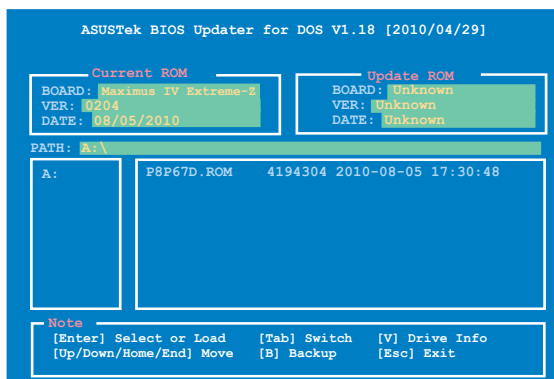 ASUSTek BIOS Updater for DOS V1.18 [2010/04/29]
Current ROM
BOARD: Maximus IV Extreme-Z
VER: 0204
DATE: 08/05/2010
Update ROM
BOARD: Unknown
VER: Unknown
DATE: Unknown
PATH: A:\
A:
P8P67D.ROM 4194304 2010-08-05 17:30:48
Note
[Enter] Select or Load [Tab] Switch [V] Drive Info
[Up/Down/Home/End] Move [B] Backup [Esc] Exit